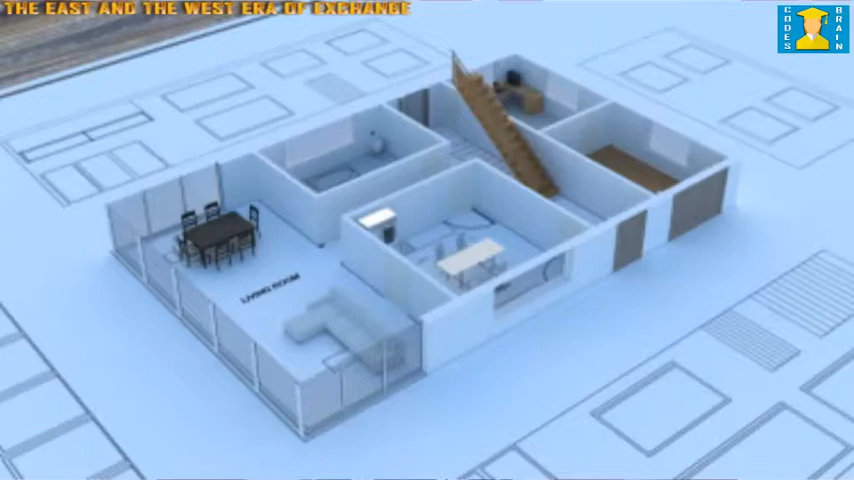 THE EAST AND THE WEST ERA OF EXCHANGE
CODES BRAIN
LIVING ROOM